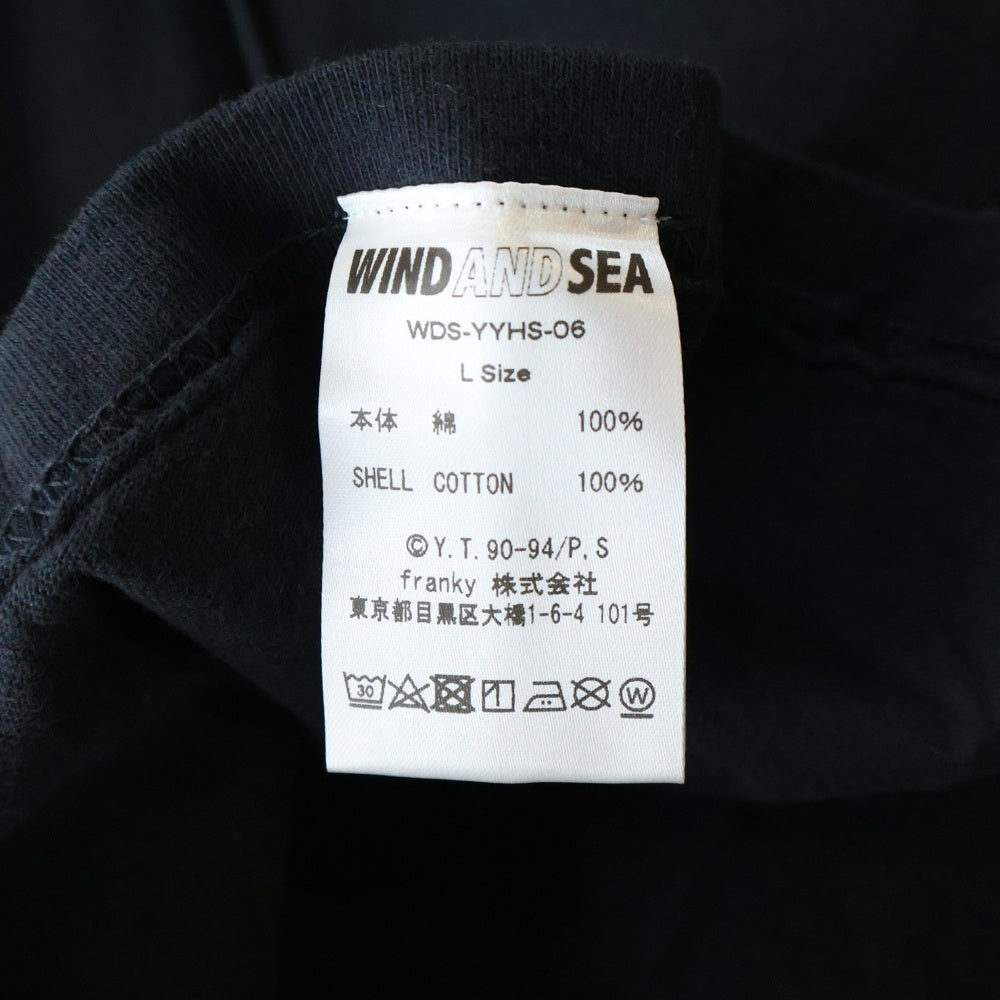 WIND AND SEA
WDS-YYHS-06
L Size
本体 綿 100%
SHELL COTTON 100%
©Y.T.90-94/P,S
franky 株式会社
東京都目黒区大橋1-6-4 101号
30 W